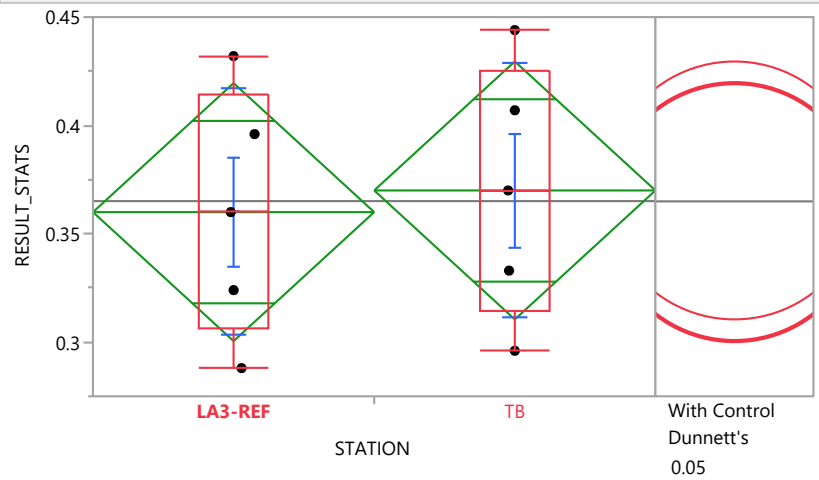 0.45
0.4
0.35
0.3
RESULT_STATS
LA3-REF
TB
STATION
With Control
Dunnett's
0.05